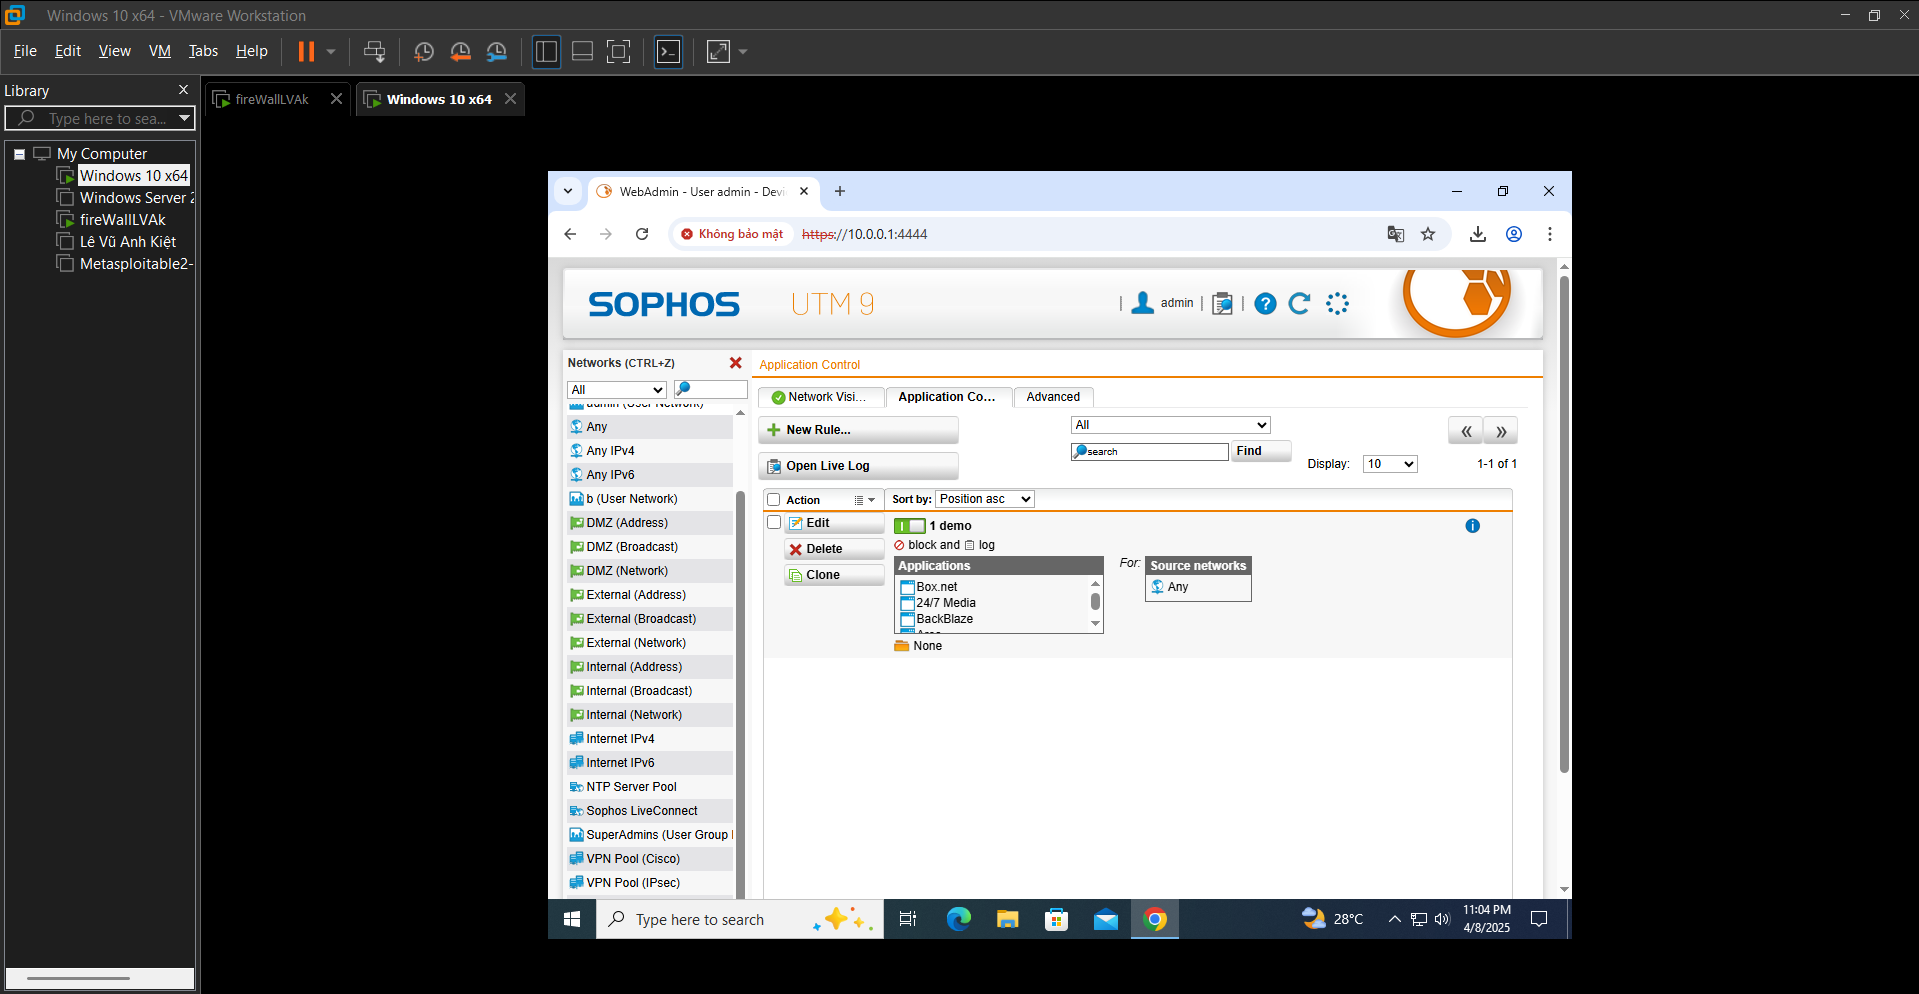 Windows 10 x64 - VMware Workstation
File Edit View VM Tabs Help
Library
Type here to sea...
My Computer
Windows 10 x64
Windows Server 2
fireWallLVAk
Lê Vũ Anh Kiệt
Metasploitable2-
fireWallLVAk
Windows 10 x64
WebAdmin - User admin - Devi
Không bảo mật
https://10.0.0.1:4444
SOPHOS UTM 9
admin
Networks (CTRL+Z)
All
admin (User Network)
Any
Any IPv4
Any IPv6
b (User Network)
DMZ (Address)
DMZ (Broadcast)
DMZ (Network)
External (Address)
External (Broadcast)
External (Network)
Internal (Address)
Internal (Broadcast)
Internal (Network)
Internet IPv4
Internet IPv6
NTP Server Pool
Sophos LiveConnect
SuperAdmins (User Group
VPN Pool (Cisco)
VPN Pool (IPsec)
Application Control
Network Visi...
Application Co...
Advanced
New Rule...
Open Live Log
All
search
Find
Display: 10
« »
1-1 of 1
Action
Sort by: Position asc
Edit
Delete
Clone
1 demo
block and log
Applications
Box.net
24/7 Media
BackBlaze
None
For:
Source networks
Any
Type here to search
28°C
11:04 PM
4/8/2025